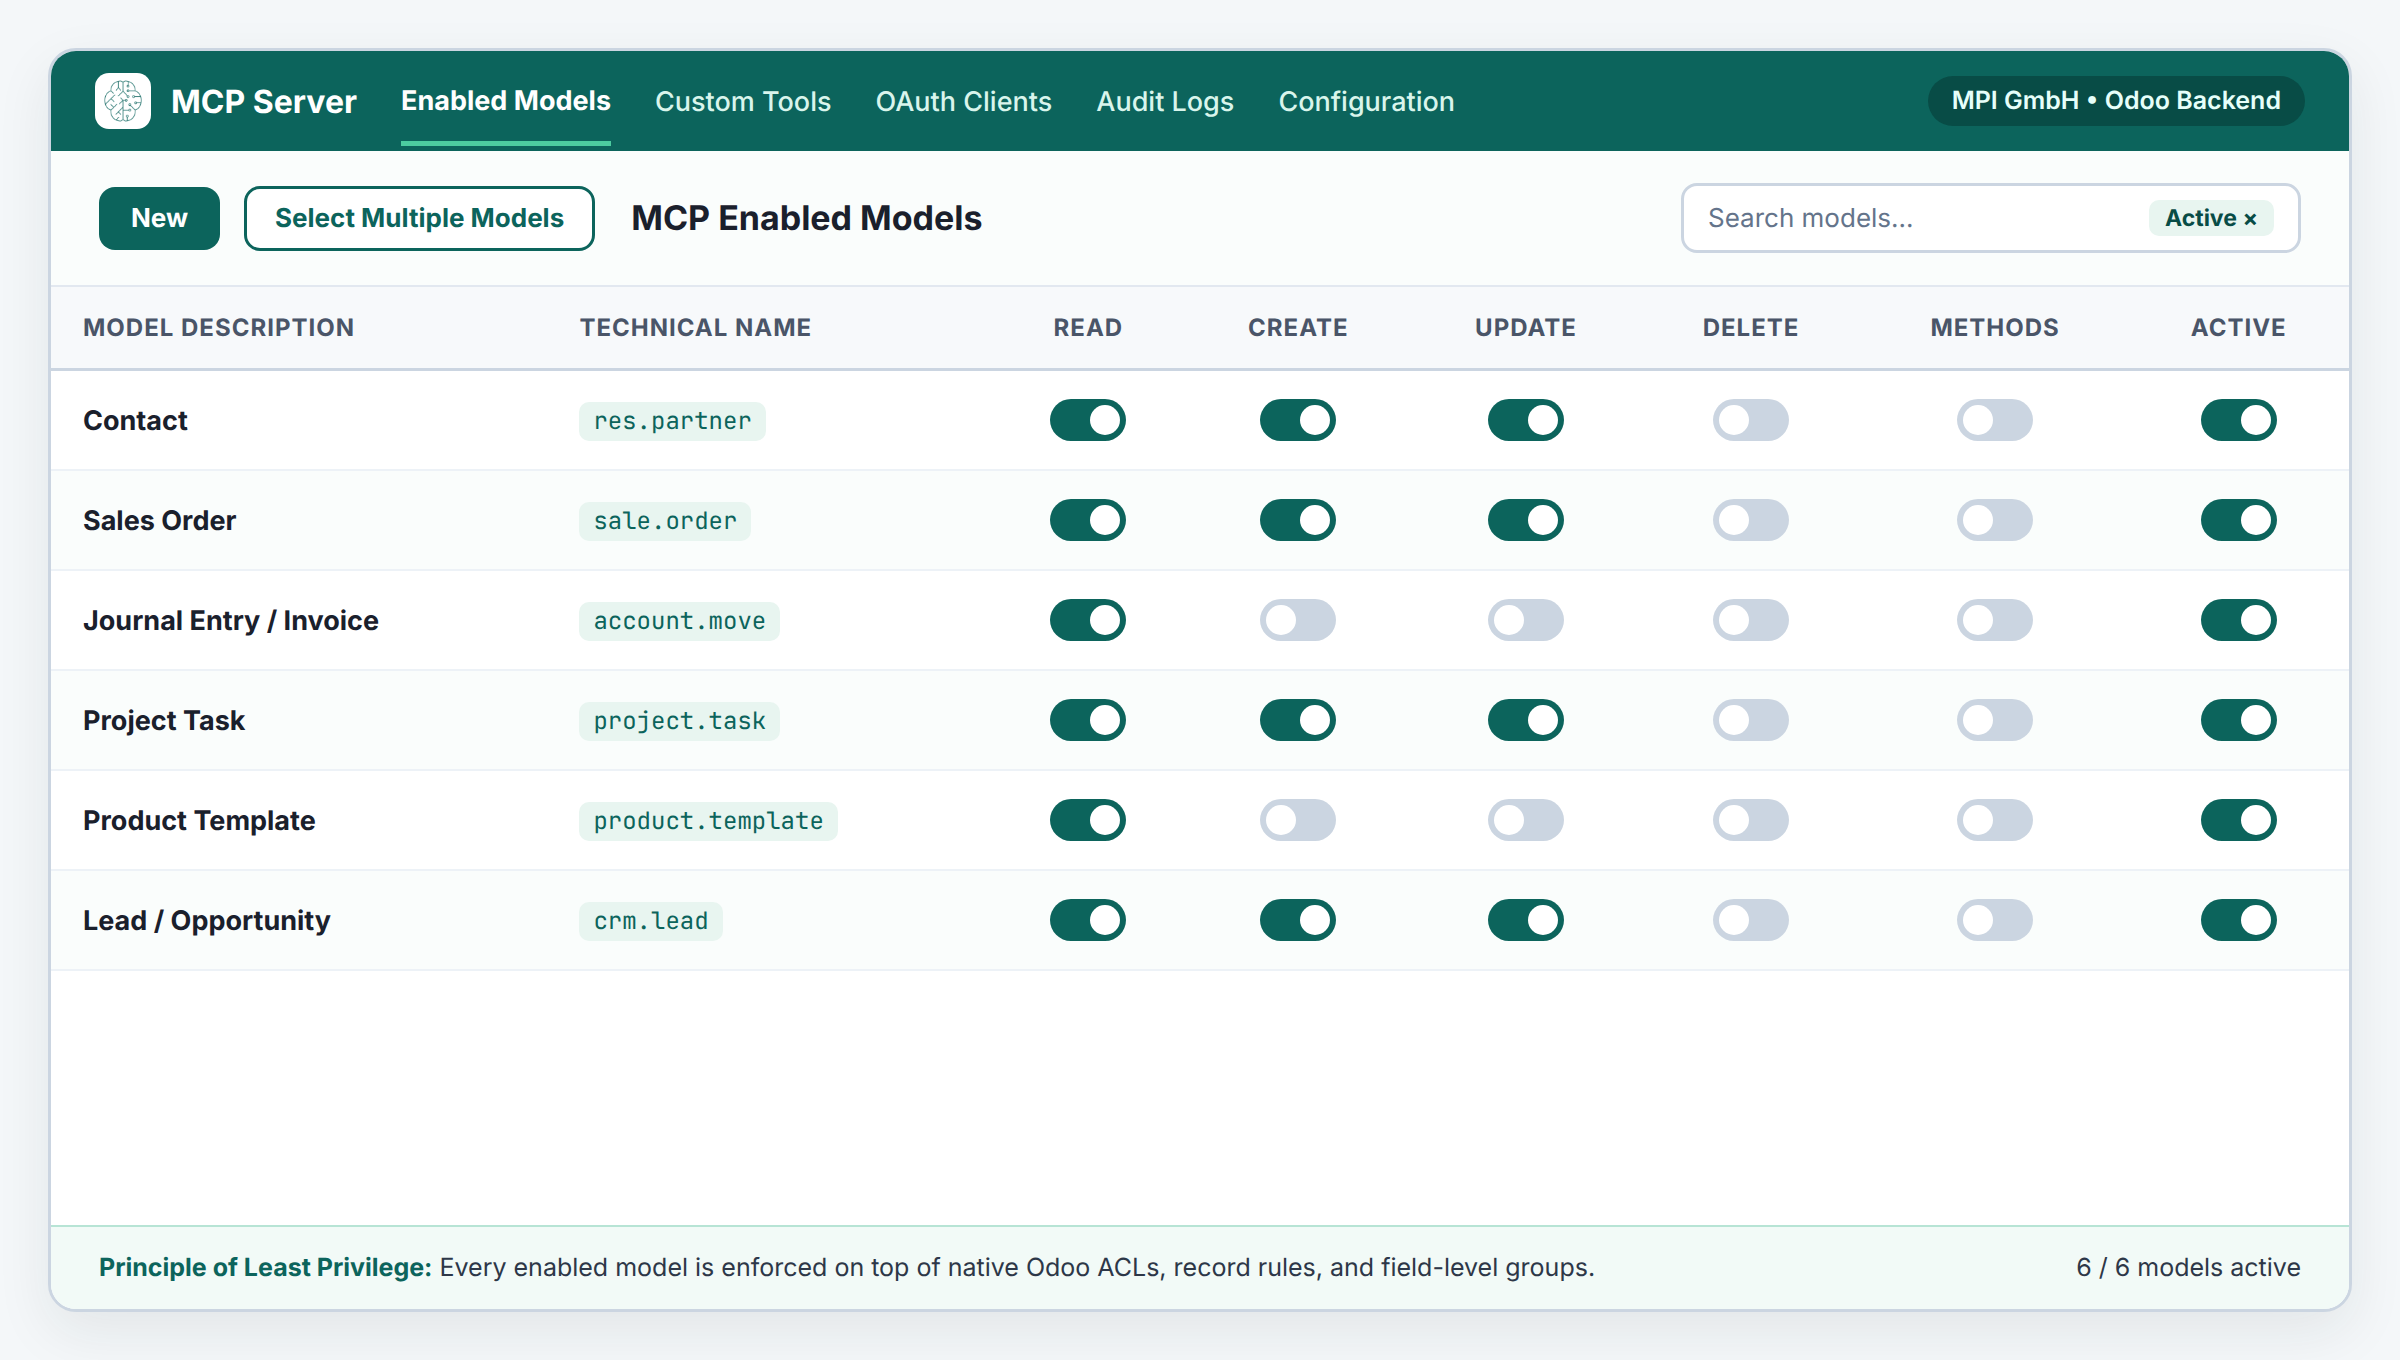 MCP Server Enabled Models Custom Tools OAuth Clients Audit Logs Configuration MPI GmbH • Odoo Backend
New Select Multiple Models MCP Enabled Models Search models... Active ×
MODEL DESCRIPTION TECHNICAL NAME READ CREATE UPDATE DELETE METHODS ACTIVE
Contact res.partner
Sales Order sale.order
Journal Entry / Invoice account.move
Project Task project.task
Product Template product.template
Lead / Opportunity crm.lead
Principle of Least Privilege: Every enabled model is enforced on top of native Odoo ACLs, record rules, and field-level groups. 6 / 6 models active